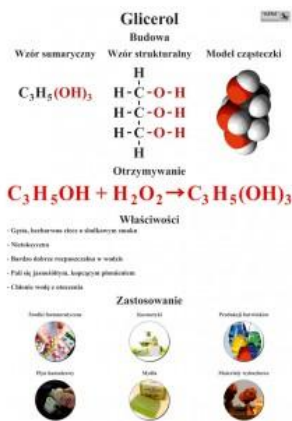 Glicerol
Budowa
Wzór sumaryczny
Wzór strukturalny
Model cząsteczki
C₃H₅(OH)₃
H
H-C-O-H
H-C-O-H
H-C-O-H
H
Otrzymywanie
C₃H₅OH + H₂O₂→C₃H₅(OH)₃
Właściwości
- Gęsta, bezbarwna ciecz o słodkawym smaku
- Nietoksyczna
- Bardzo dobrze rozpuszczalna w wodzie
- Pali się jasnożółtym, kopcącym płomieniem
- Chłonie wodę z otoczenia
Zastosowanie
Środki farmaceutyczne
Kosmetyki
Produkcja barwników
Płyn hamulcowy
Mydła
Materiały wybuchowe